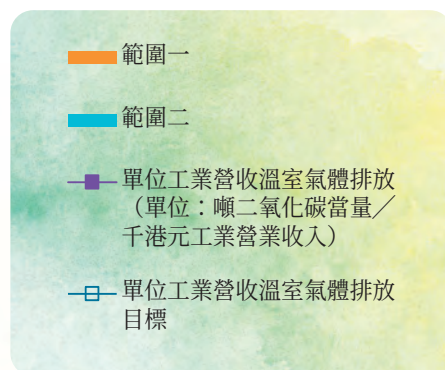 範圍一
範圍二
單位工業營收溫室氣體排放
（單位：噸二氧化碳當量／
千港元工業營業收入）
單位工業營收溫室氣體排放
目標